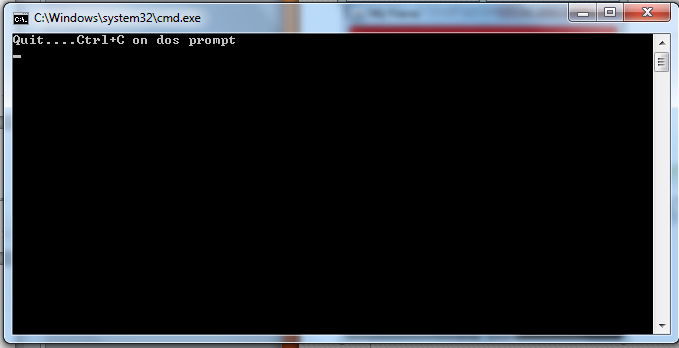 C:\Windows\system32\cmd.exe
Quit....Ctrl+C on dos prompt